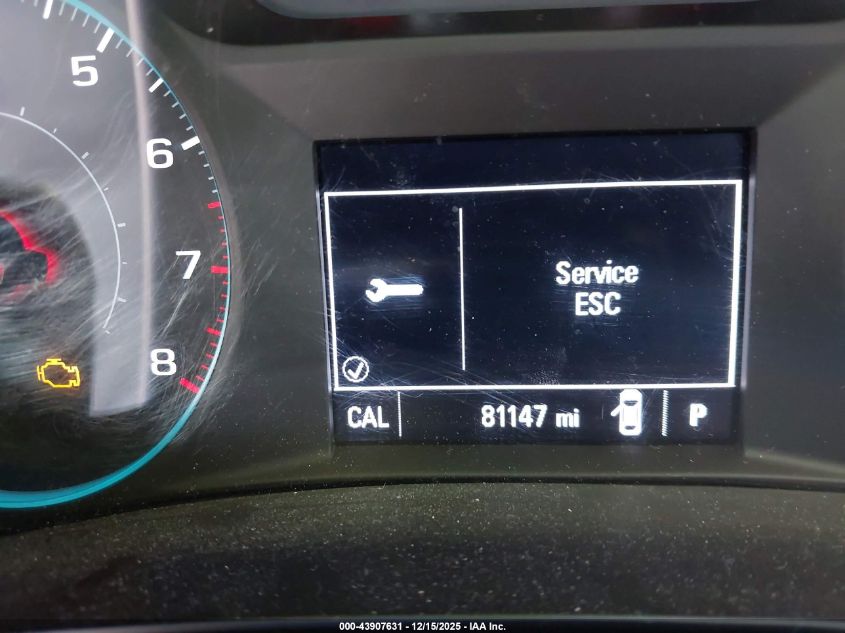 5
6
7
8
Service
ESC
CAL 81147 mi P
000-43907631 - 12/15/2025 - IAA Inc.